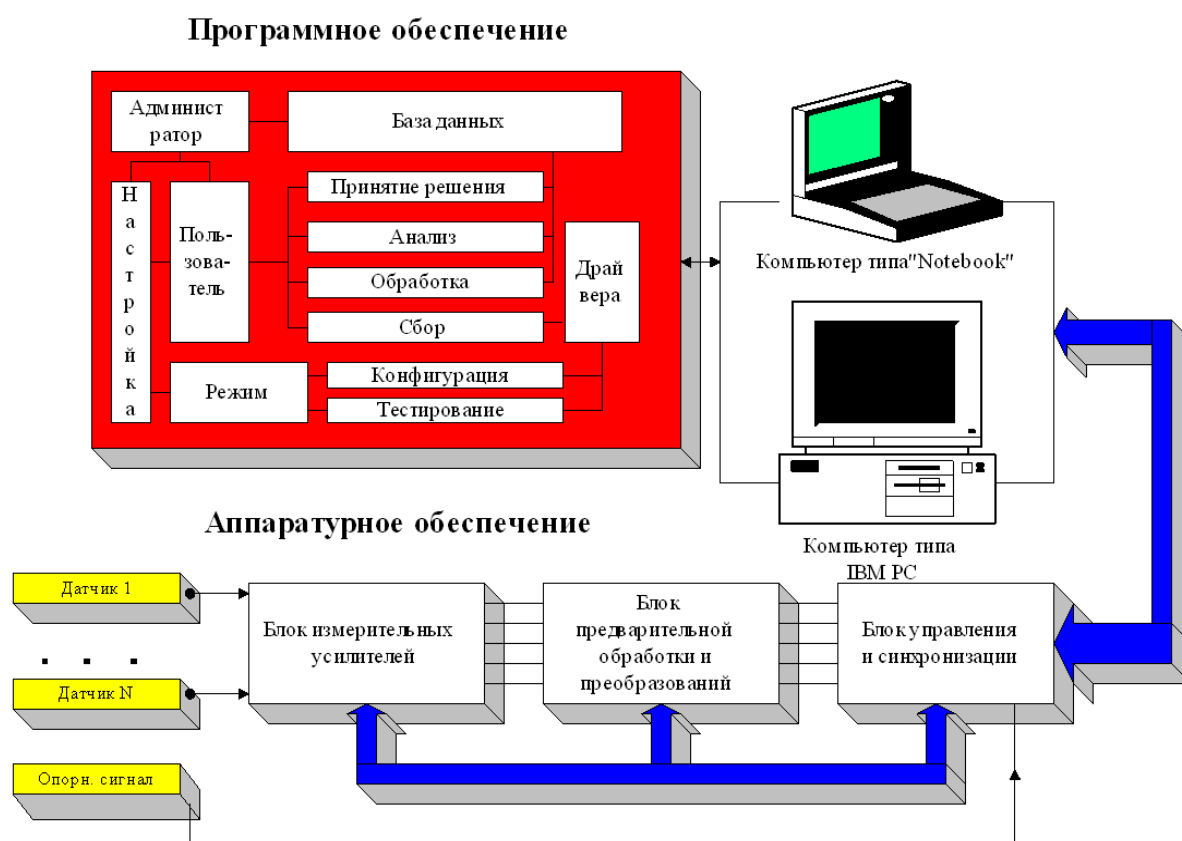 Программное обеспечение
Админист
ратор
База данных
Н
а
с
т
р
о
й
к
а
Поль-
зова-
тель
Принятие решения
Анализ
Обработка
Сбор
Драй
вера
Режим
Конфигурация
Тестирование
Компьютер типа"Notebook"
Компьютер типа
IBM PC
Аппаратурное обеспечение
Датчик 1
. . .
Датчик N
Опорн. сигнал
Блок измерительных
усилителей
Блок
предварительной
обработки и
преобразований
Блок управления
и синхронизации